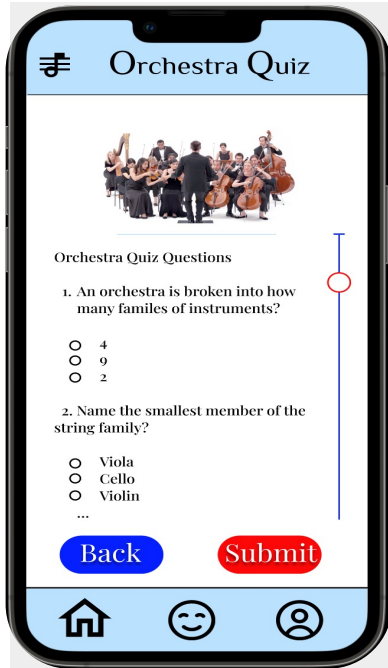 Orchestra Quiz
Orchestra Quiz Questions
1. An orchestra is broken into how
many familes of instruments?
4
9
2
2. Name the smallest member of the
string family?
Viola
Cello
Violin
...
Back
Submit